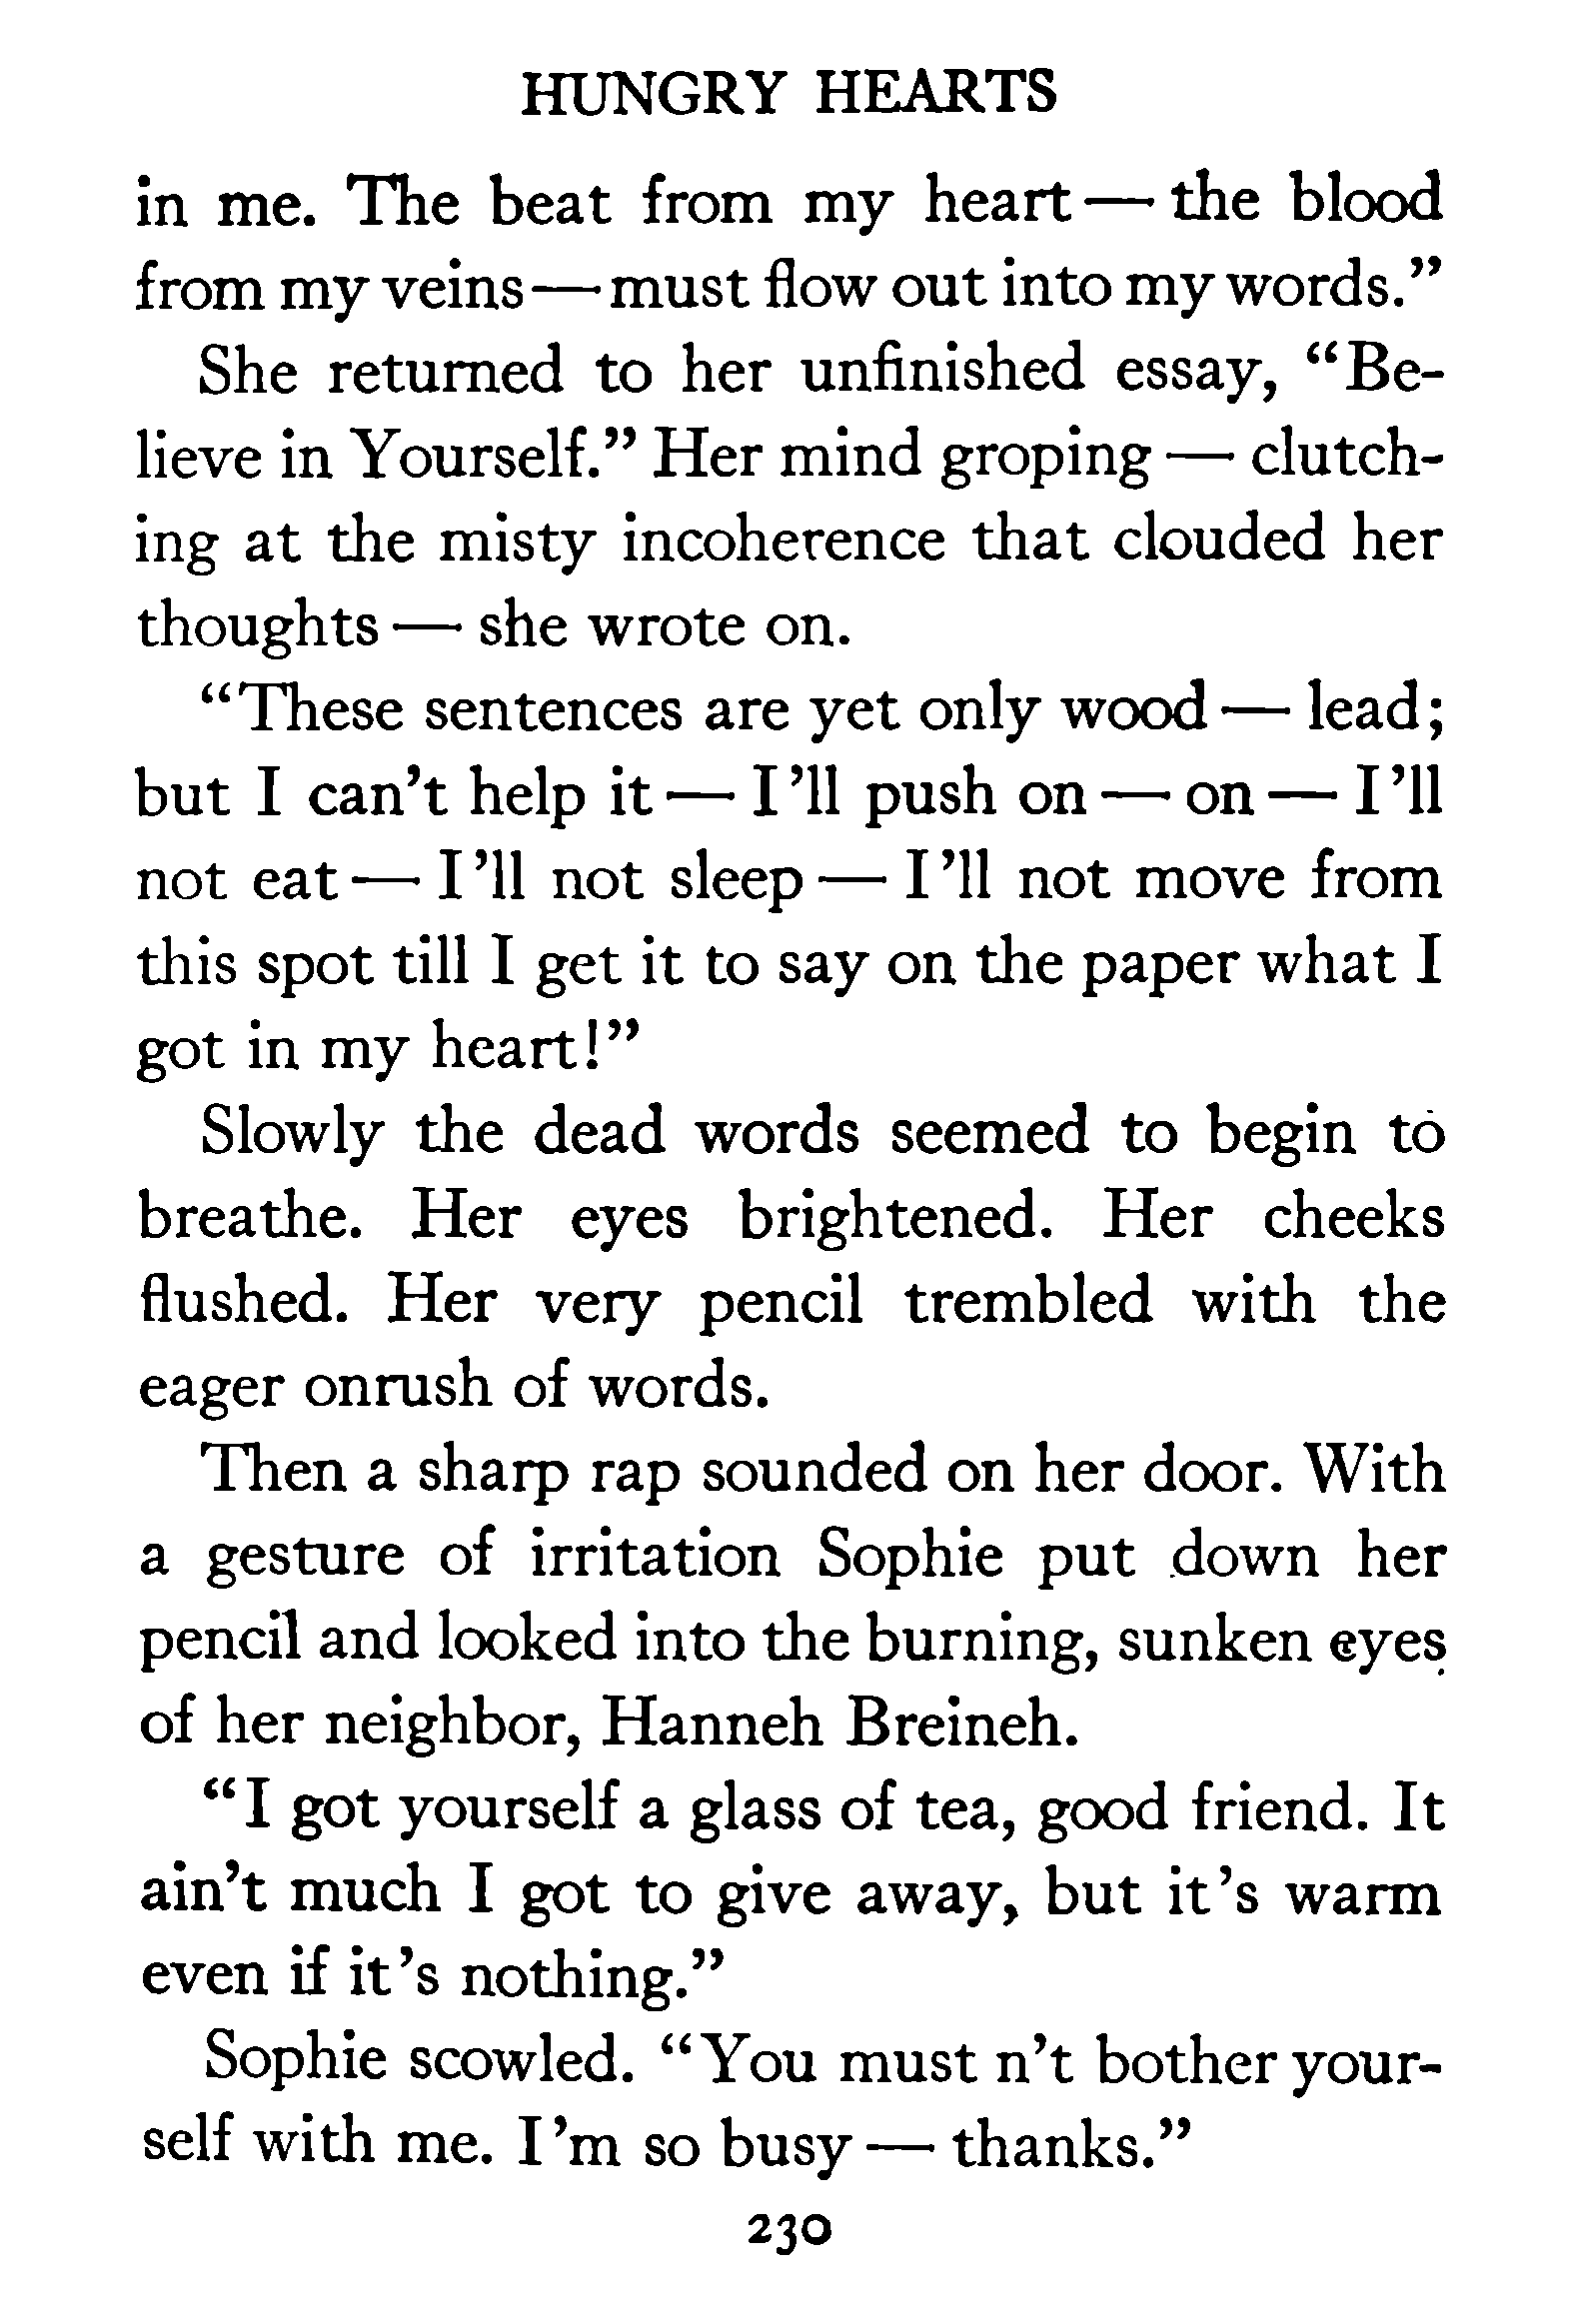 HUNGRY HEARTS
in me. The beat from my heart — the blood
from my veins — must flow out into my words.”
She returned to her unfinished essay, “Be-
lieve in Yourself.” Her mind groping — clutch-
ing at the misty incoherence that clouded her
thoughts — she wrote on.
“These sentences are yet only wood — lead;
but I can’t help it — I ’ll push on — on — I ’ll
not eat — I ’ll not sleep — I ’ll not move from
this spot till I get it to say on the paper what I
got in my heart!”
Slowly the dead words seemed to begin to
breathe. Her eyes brightened. Her cheeks
flushed. Her very pencil trembled with the
eager onrush of words.
Then a sharp rap sounded on her door. With
a gesture of irritation Sophie put down her
pencil and looked into the burning, sunken eyes
of her neighbor, Hanneh Breineh.
“I got yourself a glass of tea, good friend. It
ain’t much I got to give away, but it ’s warm
even if it ’s nothing.”
Sophie scowled. “You must n’t bother your-
self with me. I ’m so busy — thanks.”
230